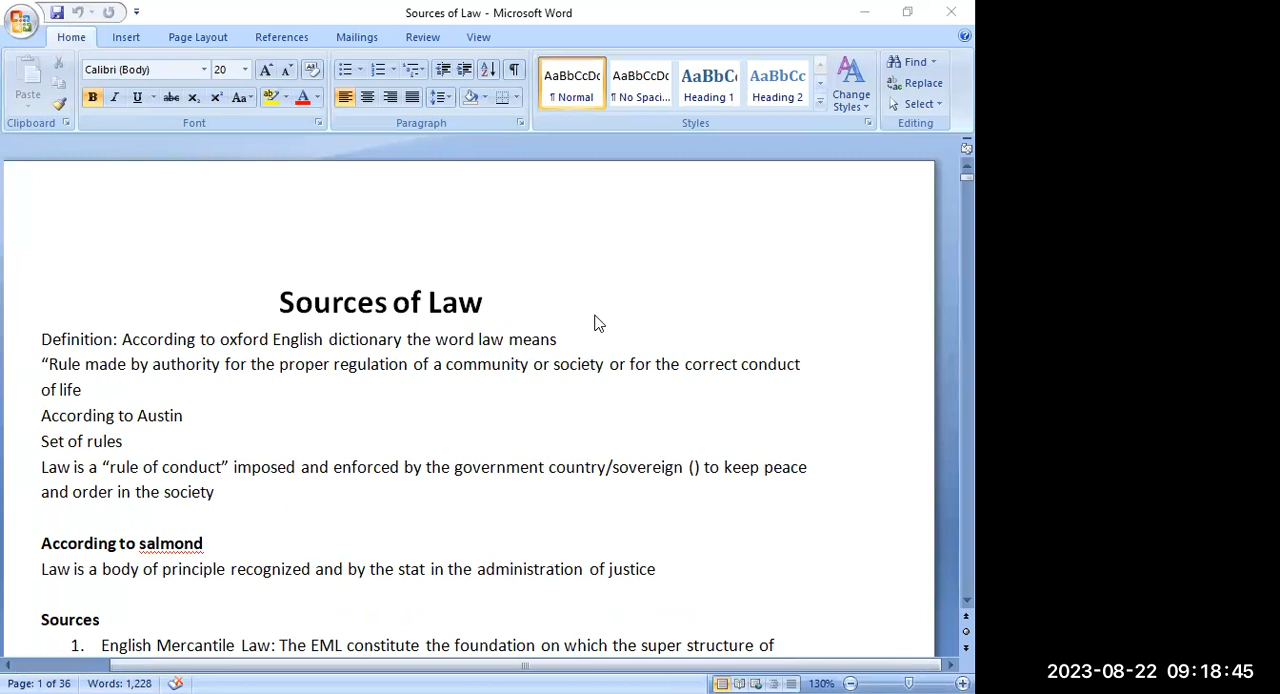 Sources of Law - Microsoft Word
Home Insert Page Layout References Mailings Review View
Paste
Clipboard
Calibri (Body) 20
B I U abc x₂ x² Aa ab A
Font
Paragraph
AaBbCcDc AaBbCcDc AaBbC AaBbCc
¶ Normal ¶ No Spaci... Heading 1 Heading 2
Change Styles
Styles
Find
Replace
Select
Editing
Sources of Law
Definition: According to oxford English dictionary the word law means
“Rule made by authority for the proper regulation of a community or society or for the correct conduct
of life
According to Austin
Set of rules
Law is a “rule of conduct” imposed and enforced by the government country/sovereign () to keep peace
and order in the society
According to salmond
Law is a body of principle recognized and by the stat in the administration of justice
Sources
1. English Mercantile Law: The EML constitute the foundation on which the super structure of
Page: 1 of 36 Words: 1,228 130%
2023-08-22 09:18:45